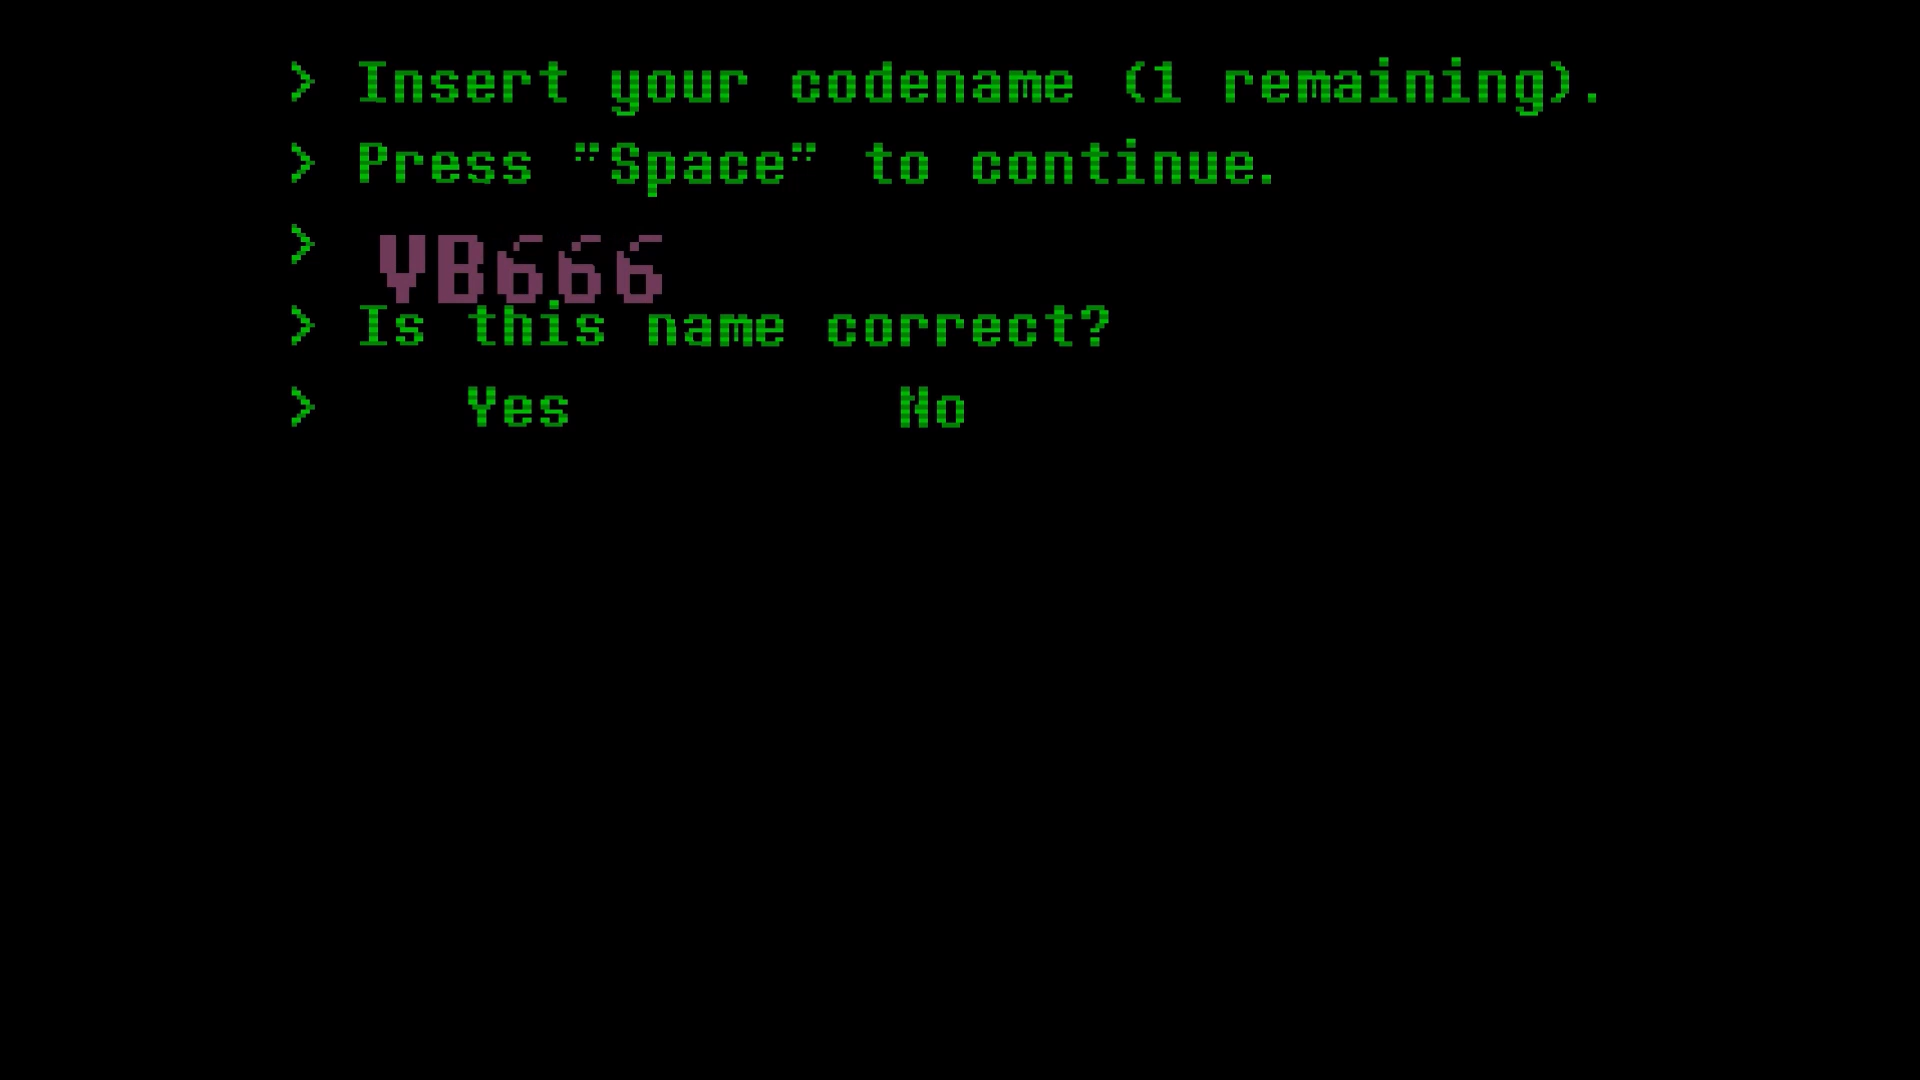 > Insert your codename (1 remaining).
> Press "Space" to continue.
> VB666
> Is this name correct?
> Yes No